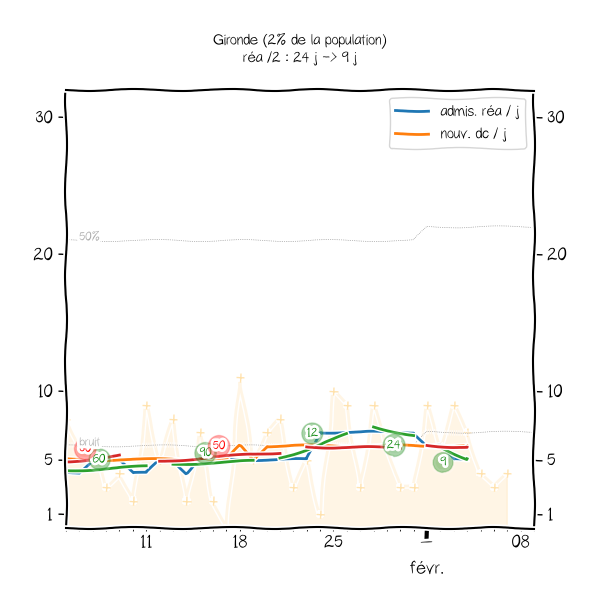 Gironde (2% de la population)
réa /2 : 24 j -> 9 j
admis. réa / j
nouv. dc / j
30 30
50%
20 20
10 10
12
bruit 60 90 50 24
5 9 5
1 1
11 18 25 1 08
févr.